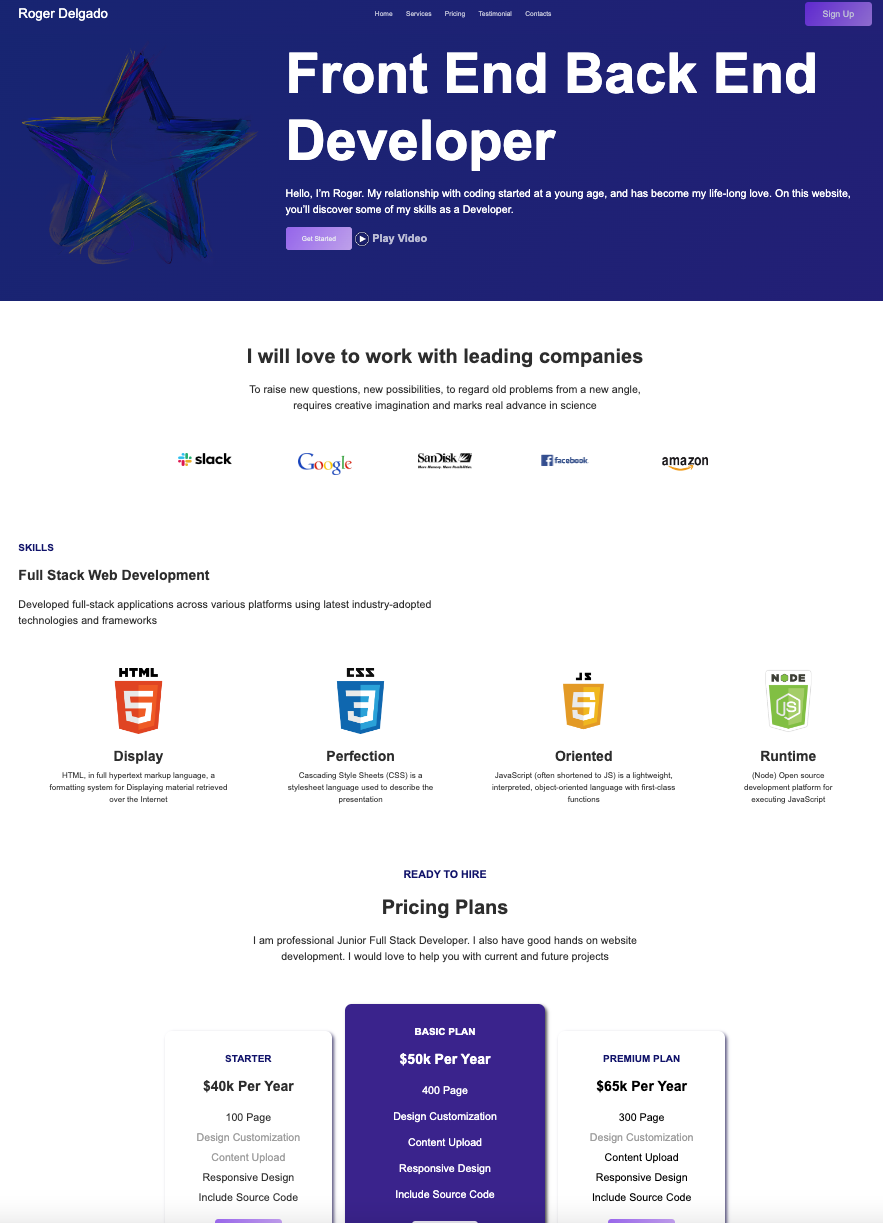 Roger Delgado
Home Services Pricing Testimonial Contacts
Sign Up
Front End Back End
Developer
Hello, I'm Roger. My relationship with coding started at a young age, and has become my life-long love. On this website,
you'll discover some of my skills as a Developer.
Get Started
Play Video
I will love to work with leading companies
To raise new questions, new possibilities, to regard old problems from a new angle,
requires creative imagination and marks real advance in science
slack
Google
SanDisk
More Memory. More Possibilities.
facebook
amazon
SKILLS
Full Stack Web Development
Developed full-stack applications across various platforms using latest industry-adopted
technologies and frameworks
HTML
5
Display
HTML, in full hypertext markup language, a
formatting system for Displaying material retrieved
over the Internet
CSS
3
Perfection
Cascading Style Sheets (CSS) is a
stylesheet language used to describe the
presentation
JS
5
Oriented
JavaScript (often shortened to JS) is a lightweight,
interpreted, object-oriented language with first-class
functions
NODE
JS
Runtime
(Node) Open source
development platform for
executing JavaScript
READY TO HIRE
Pricing Plans
I am professional Junior Full Stack Developer. I also have good hands on website
development. I would love to help you with current and future projects
STARTER
$40k Per Year
100 Page
Design Customization
Content Upload
Responsive Design
Include Source Code
BASIC PLAN
$50k Per Year
400 Page
Design Customization
Content Upload
Responsive Design
Include Source Code
PREMIUM PLAN
$65k Per Year
300 Page
Design Customization
Content Upload
Responsive Design
Include Source Code